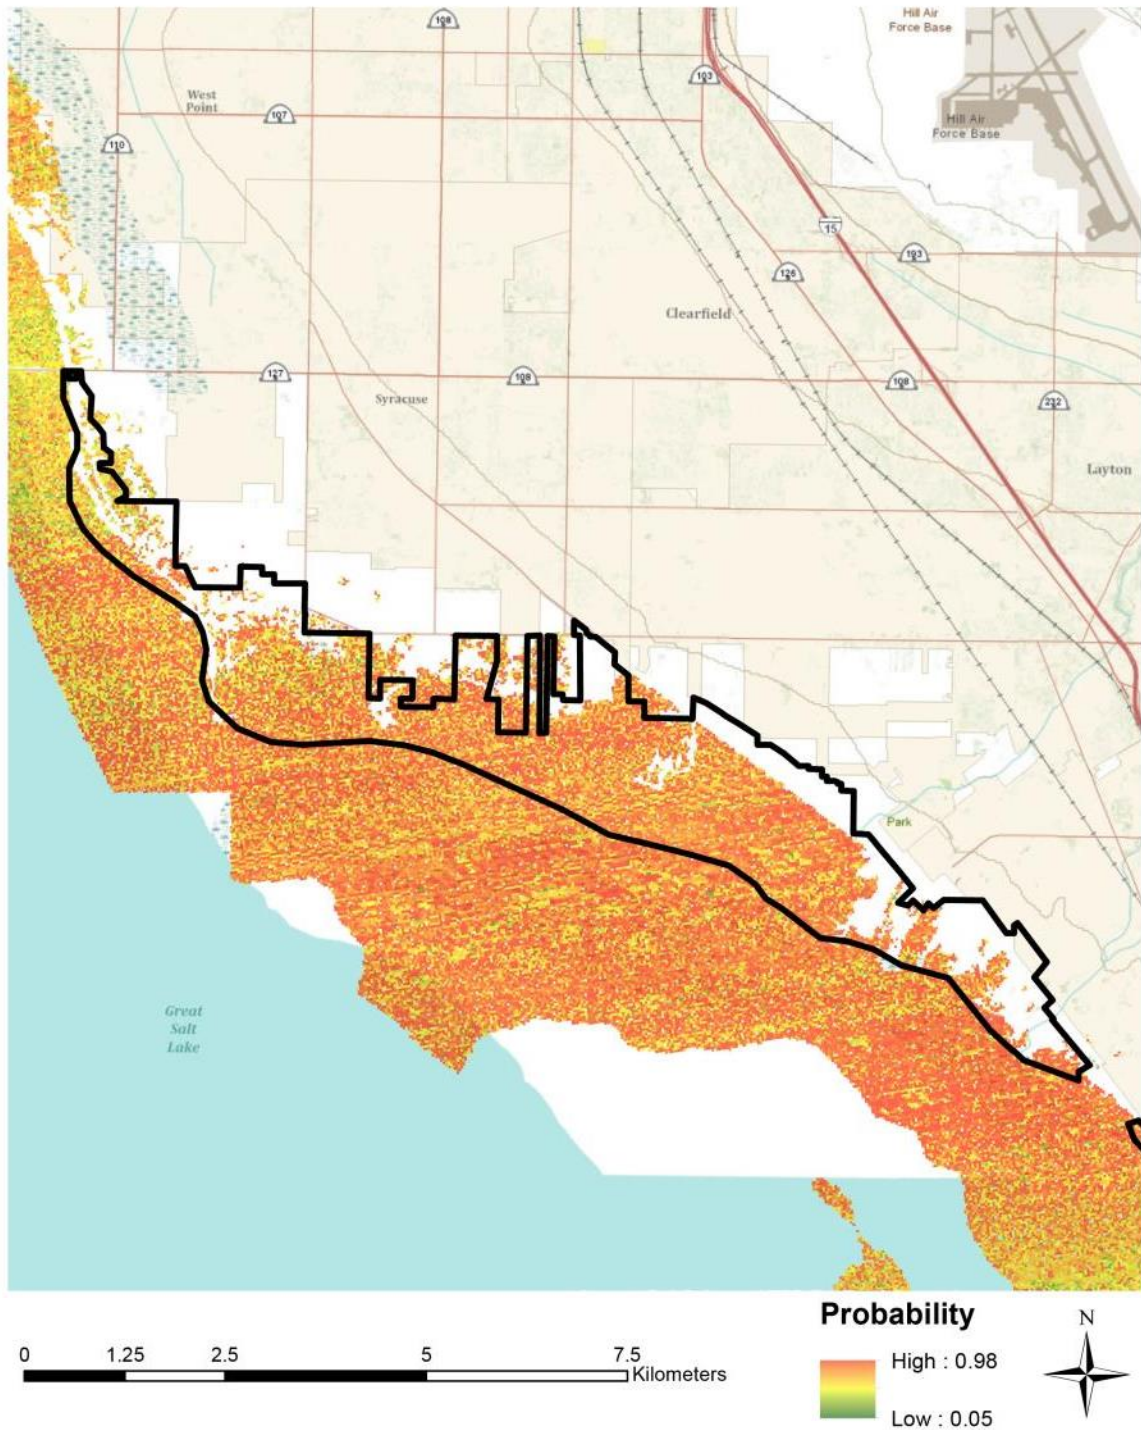 108
Hill Air
Force Base
103
West
Point
107
Hill Air
Force Base
110
15
193
126
Clearfield
127
108
108
Syracuse
232
Layton
Park
Great
Salt
Lake
Probability
N
0 1.25 2.5 5 7.5
Kilometers
High : 0.98
Low : 0.05